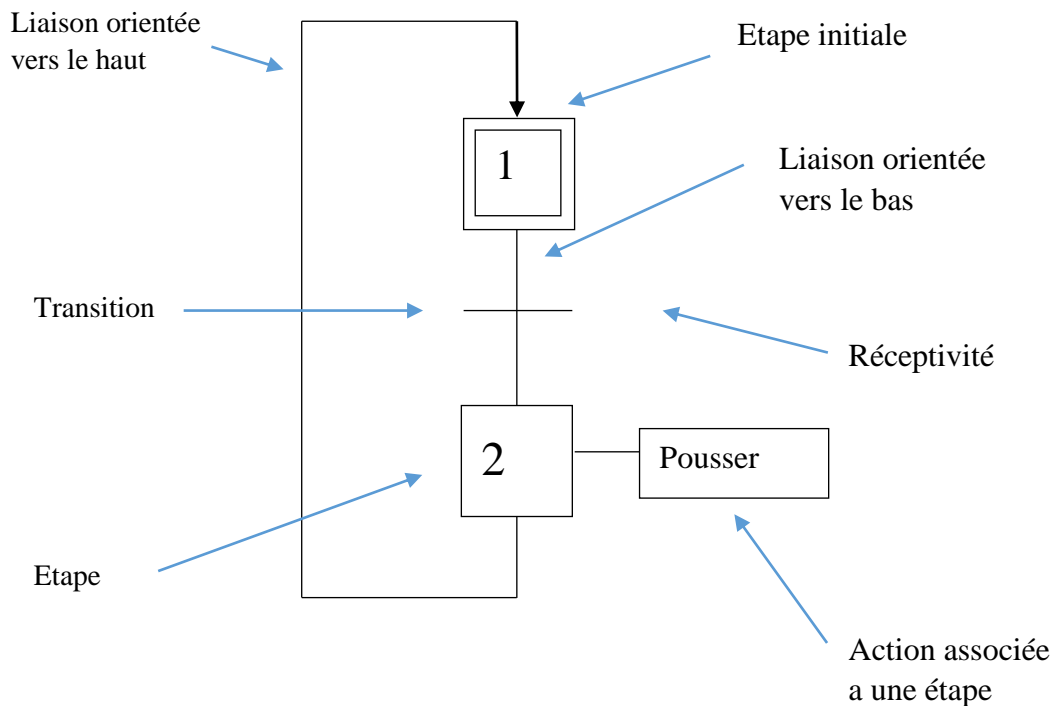 Liaison orientée
vers le haut
Etape initiale
1
Liaison orientée
vers le bas
Transition
Réceptivité
2
Pousser
Etape
Action associée
a une étape